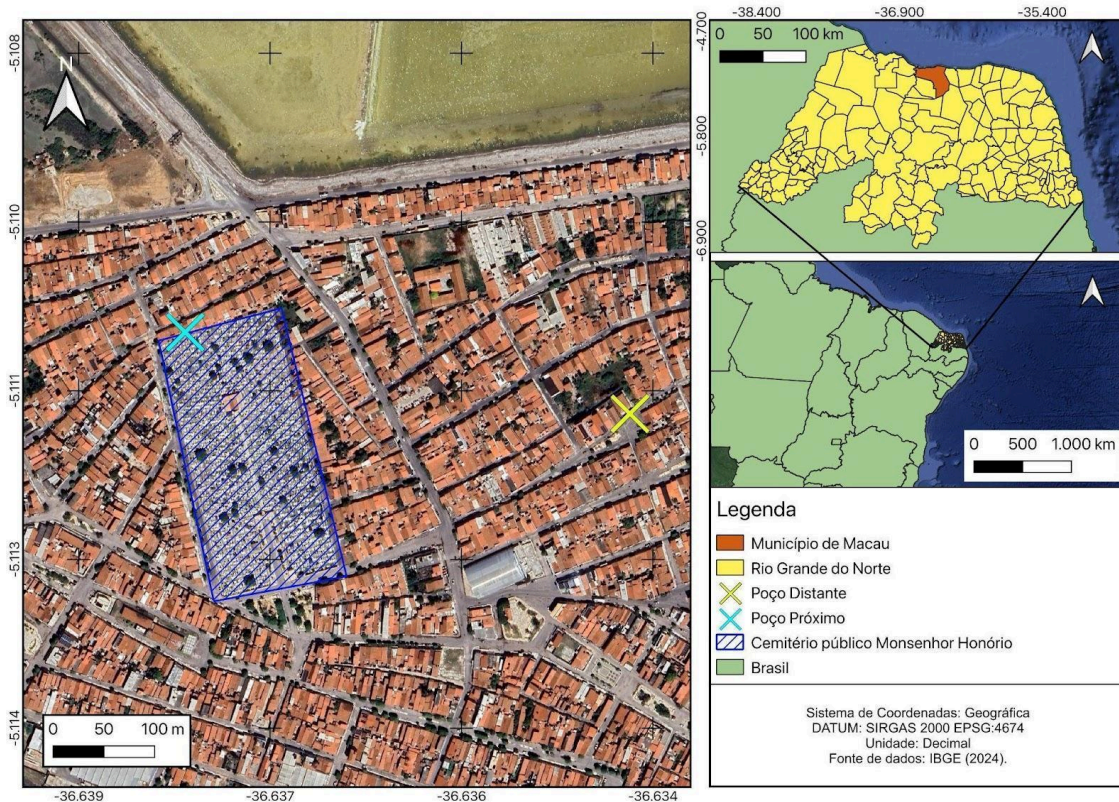 -5.108
-5.110
-5.111
-5.113
-5.114
N
0 50 100 m
-36.639
-36.637
-36.636
-36.634
-38.400
-36.900
-35.400
-4.700
-5.800
-6.900
0 50 100 km
0 500 1.000 km
Legenda
Município de Macau
Rio Grande do Norte
Poço Distante
Poço Próximo
Cemitério público Monsenhor Honório
Brasil
Sistema de Coordenadas: Geográfica
DATUM: SIRGAS 2000 EPSG:4674
Unidade: Decimal
Fonte de dados: IBGE (2024).